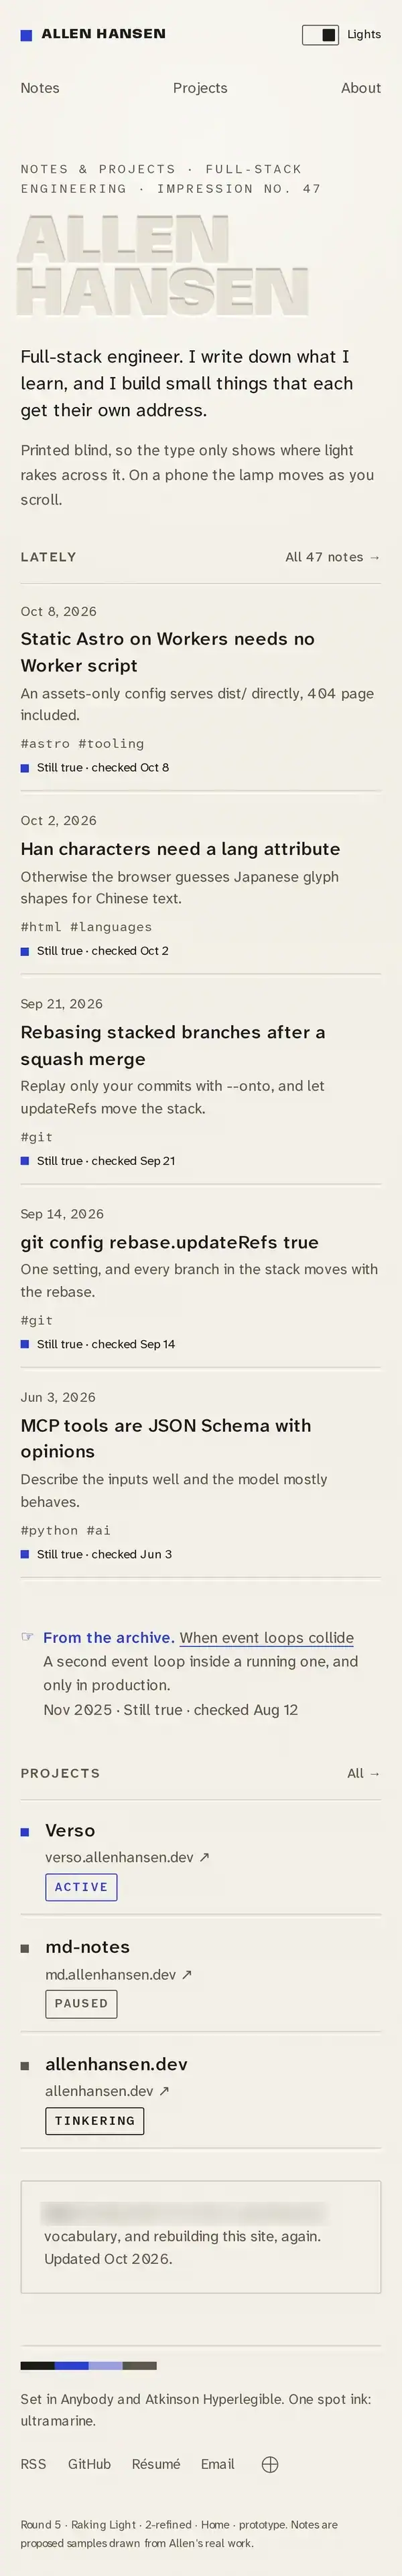 ALLEN HANSEN
Lights
Notes Projects About
NOTES & PROJECTS · FULL-STACK
ENGINEERING · IMPRESSION NO. 47
ALLEN
HANSEN
Full-stack engineer. I write down what I
learn, and I build small things that each
get their own address.
Printed blind, so the type only shows where light
rakes across it. On a phone the lamp moves as you
scroll.
LATELY All 47 notes →
Oct 8, 2026
Static Astro on Workers needs no
Worker script
An assets-only config serves dist/ directly, 404 page
included.
#astro #tooling
Still true · checked Oct 8
Oct 2, 2026
Han characters need a lang attribute
Otherwise the browser guesses Japanese glyph
shapes for Chinese text.
#html #languages
Still true · checked Oct 2
Sep 21, 2026
Rebasing stacked branches after a
squash merge
Replay only your commits with --onto, and let
updateRefs move the stack.
#git
Still true · checked Sep 21
Sep 14, 2026
git config rebase.updateRefs true
One setting, and every branch in the stack moves with
the rebase.
#git
Still true · checked Sep 14
Jun 3, 2026
MCP tools are JSON Schema with
opinions
Describe the inputs well and the model mostly
behaves.
#python #ai
Still true · checked Jun 3
☞ From the archive. When event loops collide
A second event loop inside a running one, and
only in production.
Nov 2025 · Still true · checked Aug 12
PROJECTS All →
Verso
verso.allenhansen.dev ↗
ACTIVE
md-notes
md.allenhansen.dev ↗
PAUSED
allenhansen.dev
allenhansen.dev ↗
TINKERING
vocabulary, and rebuilding this site, again.
Updated Oct 2026.
Set in Anybody and Atkinson Hyperlegible. One spot ink:
ultramarine.
RSS GitHub Résumé Email
Round 5 · Raking Light · 2-refined · Home · prototype. Notes are
proposed samples drawn from Allen's real work.